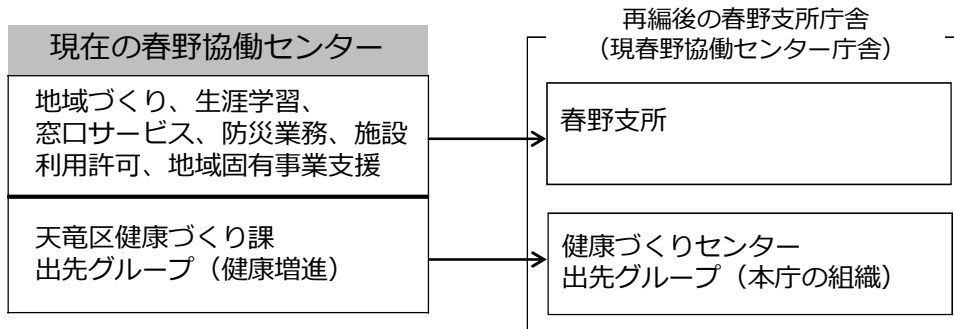 現在の春野協働センター
再編後の春野支所庁舎
(現春野協働センター庁舎)
地域づくり、生涯学習、
窓口サービス、防災業務、施設
利用許可、地域固有事業支援
春野支所
天竜区健康づくり課
出先グループ(健康増進)
健康づくりセンター
出先グループ(本庁の組織)